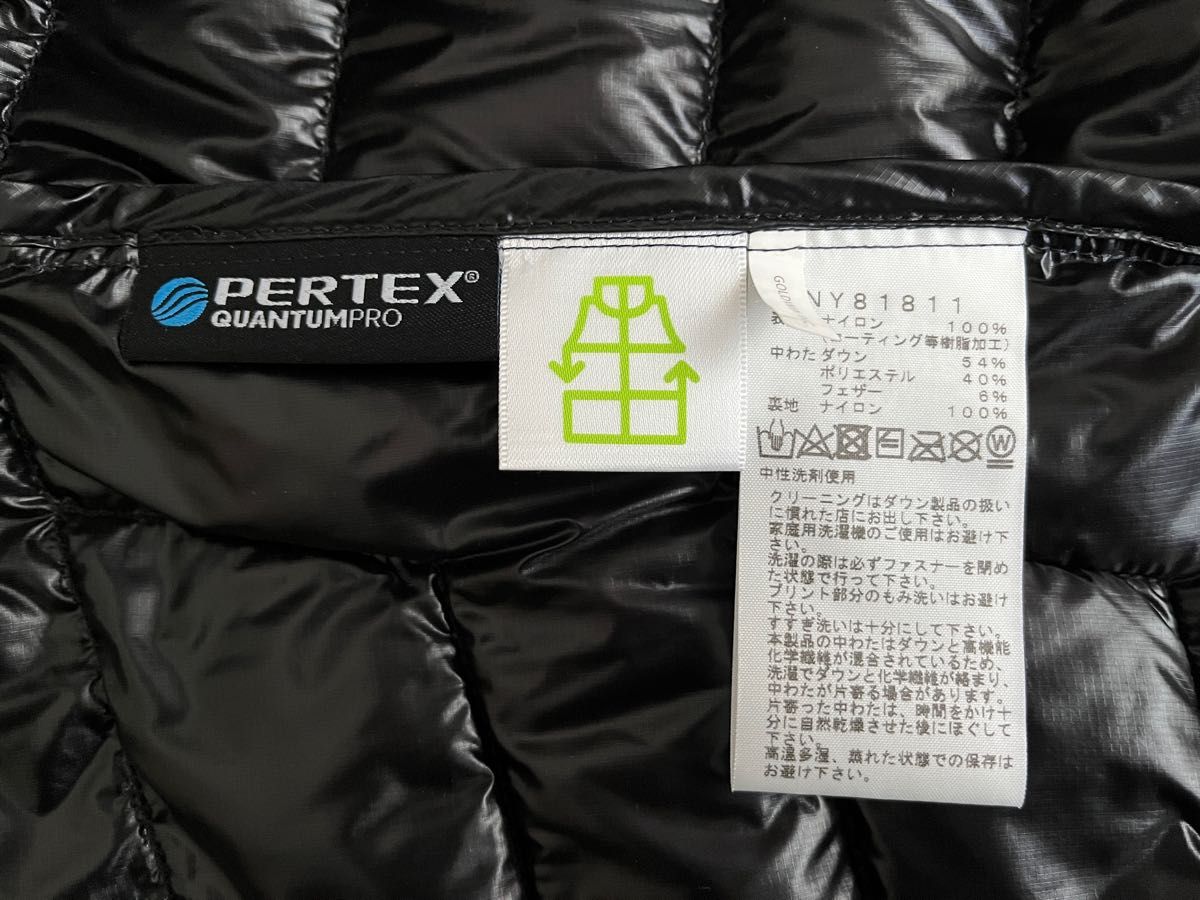 PERTEX®
QUANTUMPRO
GOLDWI
NY81811
表 ナイロン 100%
(コーティング等樹脂加工)
中わた ダウン 54%
ポリエステル 40%
フェザー 6%
裏地 ナイロン 100%
W
中性洗剤使用
クリーニングはダウン製品の扱い
に慣れた店にお出し下さい。
家庭用洗濯機のご使用はお避け下
さい。
洗濯の際は必ずファスナーを閉め
た状態で行って下さい。
プリント部分のもみ洗いはお避け
下さい。
すすぎ洗いは十分にして下さい。
本製品の中わたはダウンと高機能
化学繊維が混合されているため、
洗濯でダウンと化学繊維が絡まり、
中わたが片寄る場合があります。
片寄った中わたは、時間をかけ十
分に自然乾燥させた後にほぐして
下さい。
高温多湿、蒸れた状態での保存は
お避け下さい。